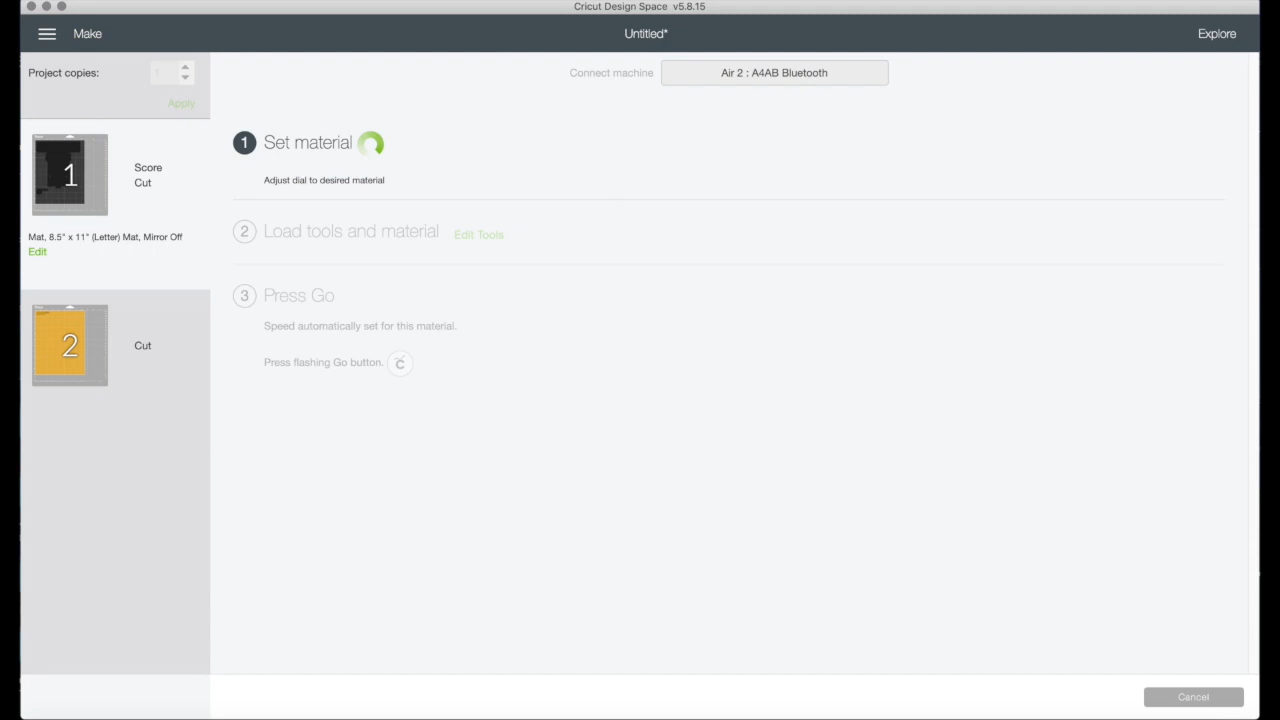 Cricut Design Space v5.8.15
Make
Untitled*
Explore
Project copies:
1
Apply
Connect machine
Air 2 : A4AB Bluetooth
1
Score
Cut
Mat, 8.5" x 11" (Letter) Mat, Mirror Off
Edit
2
Cut
1 Set material
Adjust dial to desired material
2 Load tools and material Edit Tools
3 Press Go
Speed automatically set for this material.
Press flashing Go button.
Cancel